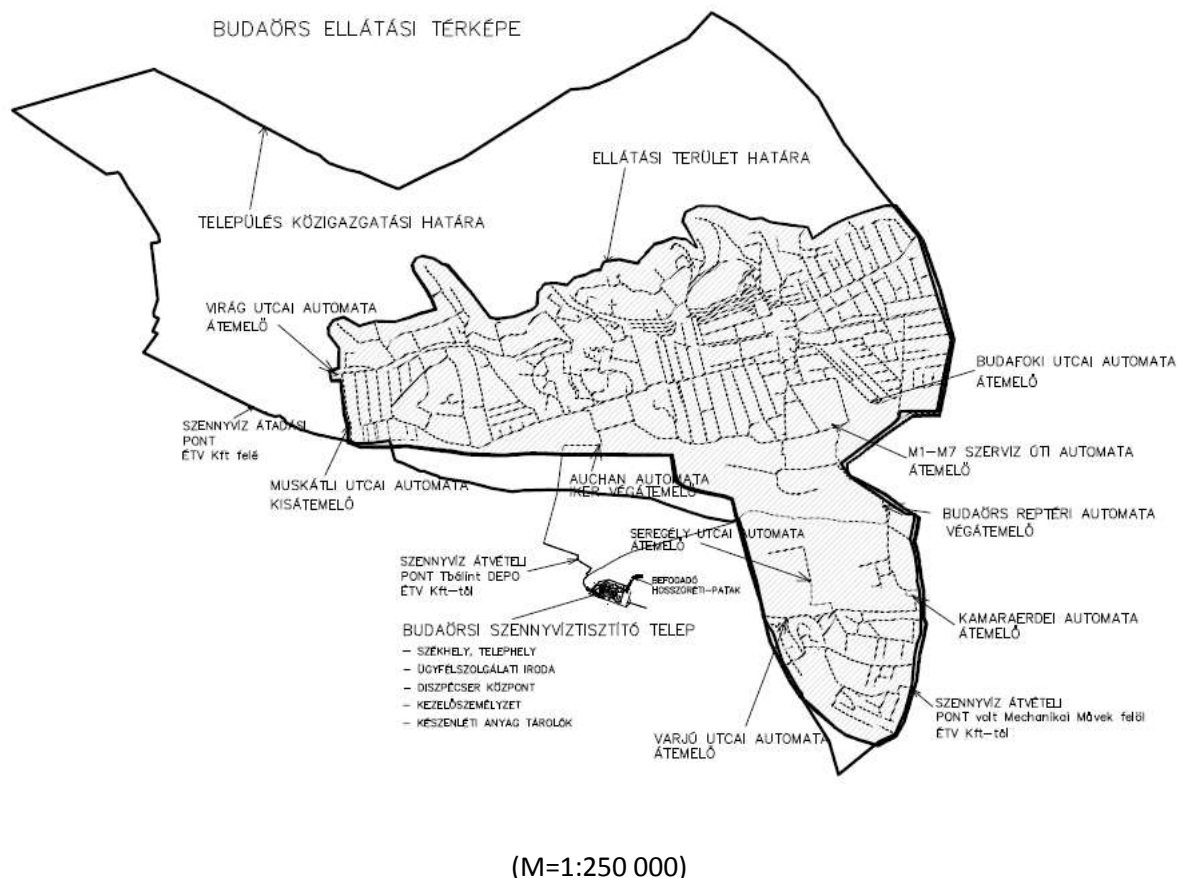 BUDAÖRS ELLÁTÁSI TÉRKÉPE
ELLÁTÁSI TERÜLET HATÁRA
TELEPÜLÉS KÖZIGAZGATÁSI HATÁRA
VIRÁG UTCAI AUTOMATA
ÁTEMELŐ
BUDAFOKI UTCAI AUTOMATA
ÁTEMELŐ
SZENNYVÍZ ÁTADÁSI
PONT
ÉTV Kft felé
M1-M7 SZERVIZ ÚTI AUTOMATA
ÁTEMELŐ
MUSKÁTLI UTCAI AUTOMATA
KISÁTEMELŐ
AUCHAN AUTOMATA
IKER VÉGÁTEMELŐ
BUDAÖRS REPTÉRI AUTOMATA
VÉGÁTEMELŐ
SEREGÉLY UTCAI AUTOMATA
ÁTEMELŐ
SZENNYVÍZ ÁTVÉTELI
PONT Tbálint DEPO
ÉTV Kft-től
BEFOGADÓ
HOSSZÚRÉTI-PATAK
KAMARAERDEI AUTOMATA
ÁTEMELŐ
BUDAÖRSI SZENNYVÍZTISZTÍTÓ TELEP
- SZÉKHELY, TELEPHELY
- ÜGYFÉLSZOLGÁLATI IRODA
- DISZPÉCSER KÖZPONT
- KEZELŐSZEMÉLYZET
- KÉSZENLÉTI ANYAG TÁROLÓK
SZENNYVÍZ ÁTVÉTELI
PONT volt Mechanikai Művek felől
ÉTV Kft-től
VARJÚ UTCAI AUTOMATA
ÁTEMELŐ
(M=1:250 000)